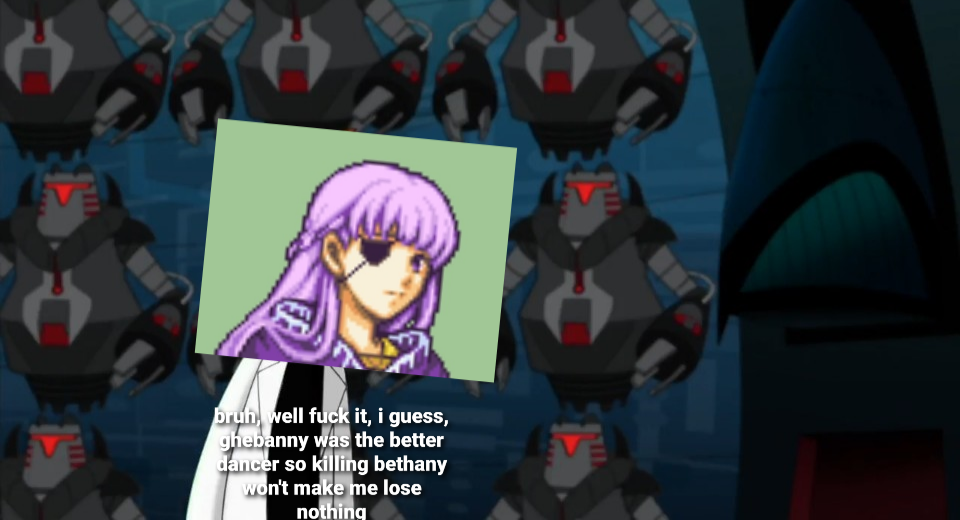 bruh, well fuck it, i guess,
ghebanny was the better
dancer so killing bethany
won't make me lose
nothing